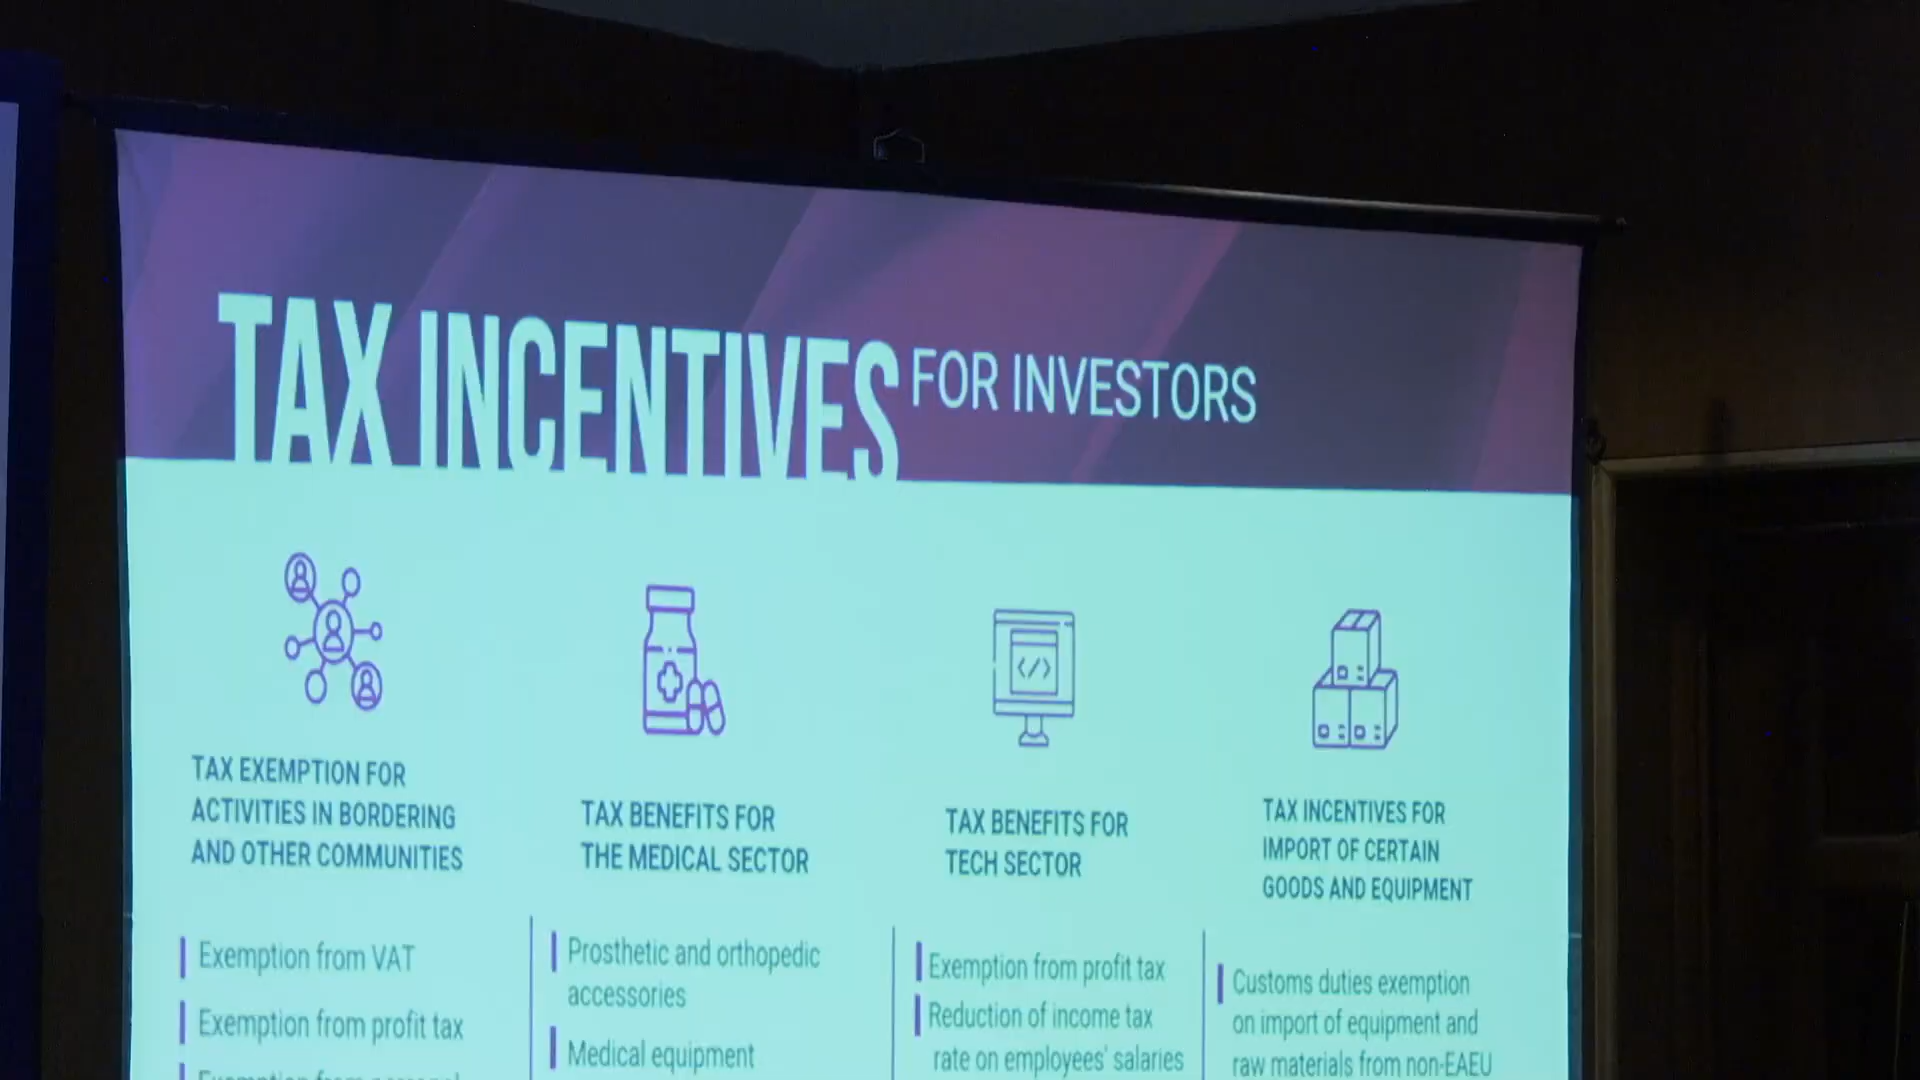 TAX INCENTIVES FOR INVESTORS
TAX EXEMPTION FOR
ACTIVITIES IN BORDERING
AND OTHER COMMUNITIES
Exemption from VAT
Exemption from profit tax
Exemption from personal
TAX BENEFITS FOR
THE MEDICAL SECTOR
Prosthetic and orthopedic
accessories
Medical equipment
TAX BENEFITS FOR
TECH SECTOR
Exemption from profit tax
Reduction of income tax
rate on employees' salaries
TAX INCENTIVES FOR
IMPORT OF CERTAIN
GOODS AND EQUIPMENT
Customs duties exemption
on import of equipment and
raw materials from non-EAEU